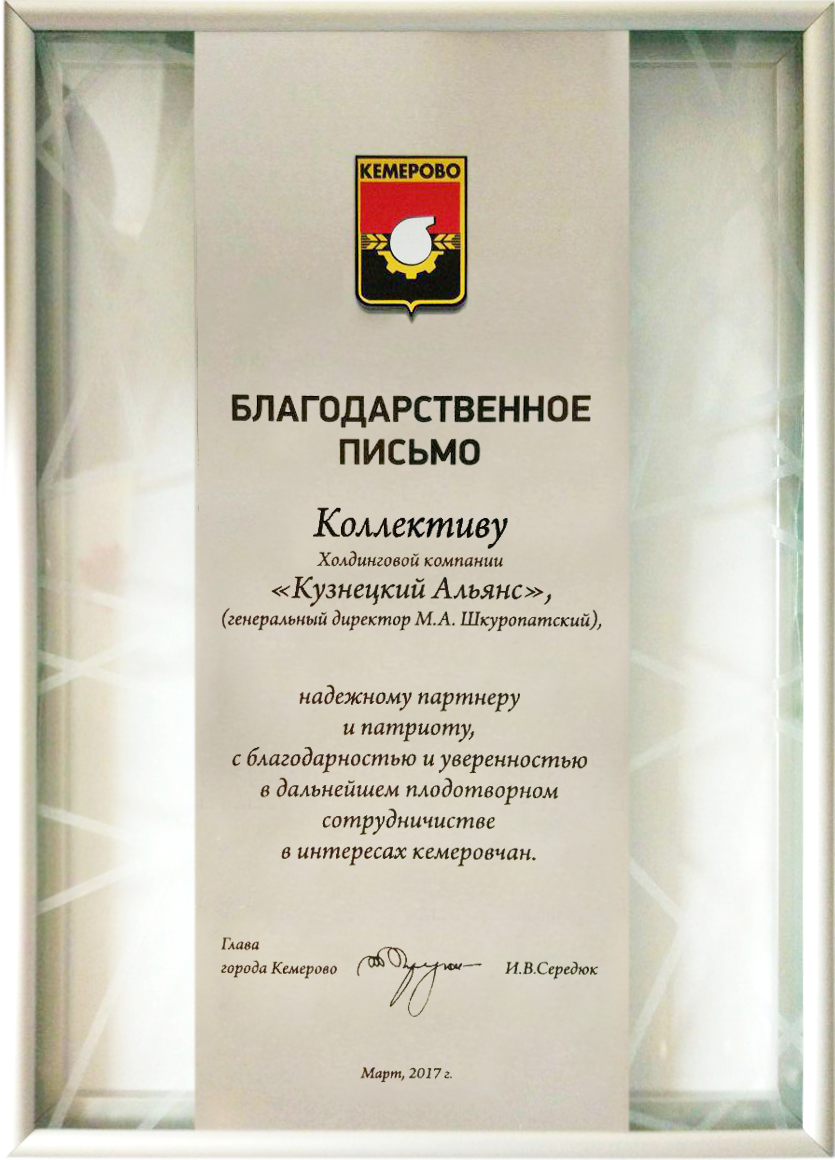 КЕМЕРОВО
БЛАГОДАРСТВЕННОЕ
ПИСЬМО
Коллективу
Холдинговой компании
«Кузнецкий Альянс»,
(генеральный директор М.А. Шкуропатский),
надежному партнеру
и патриоту,
с благодарностью и уверенностью
в дальнейшем плодотворном
сотрудничистве
в интересах кемеровчан.
Глава
города Кемерово И.В.Середюк
Март, 2017 г.